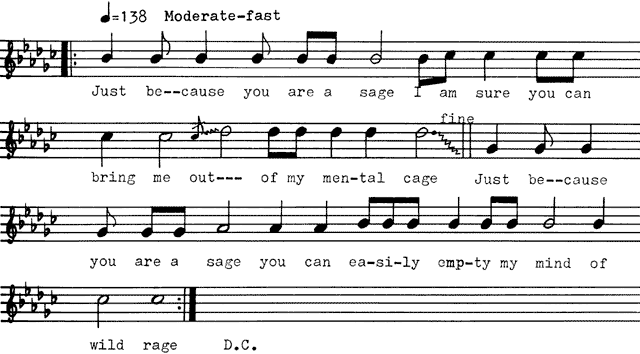 =138 Moderate-fast
Just be--cause you are a sage I am sure you can
fine
bring me out--- of my men-tal cage Just be--cause
you are a sage you can ea-si-ly emp-ty my mind of
wild rage D.C.